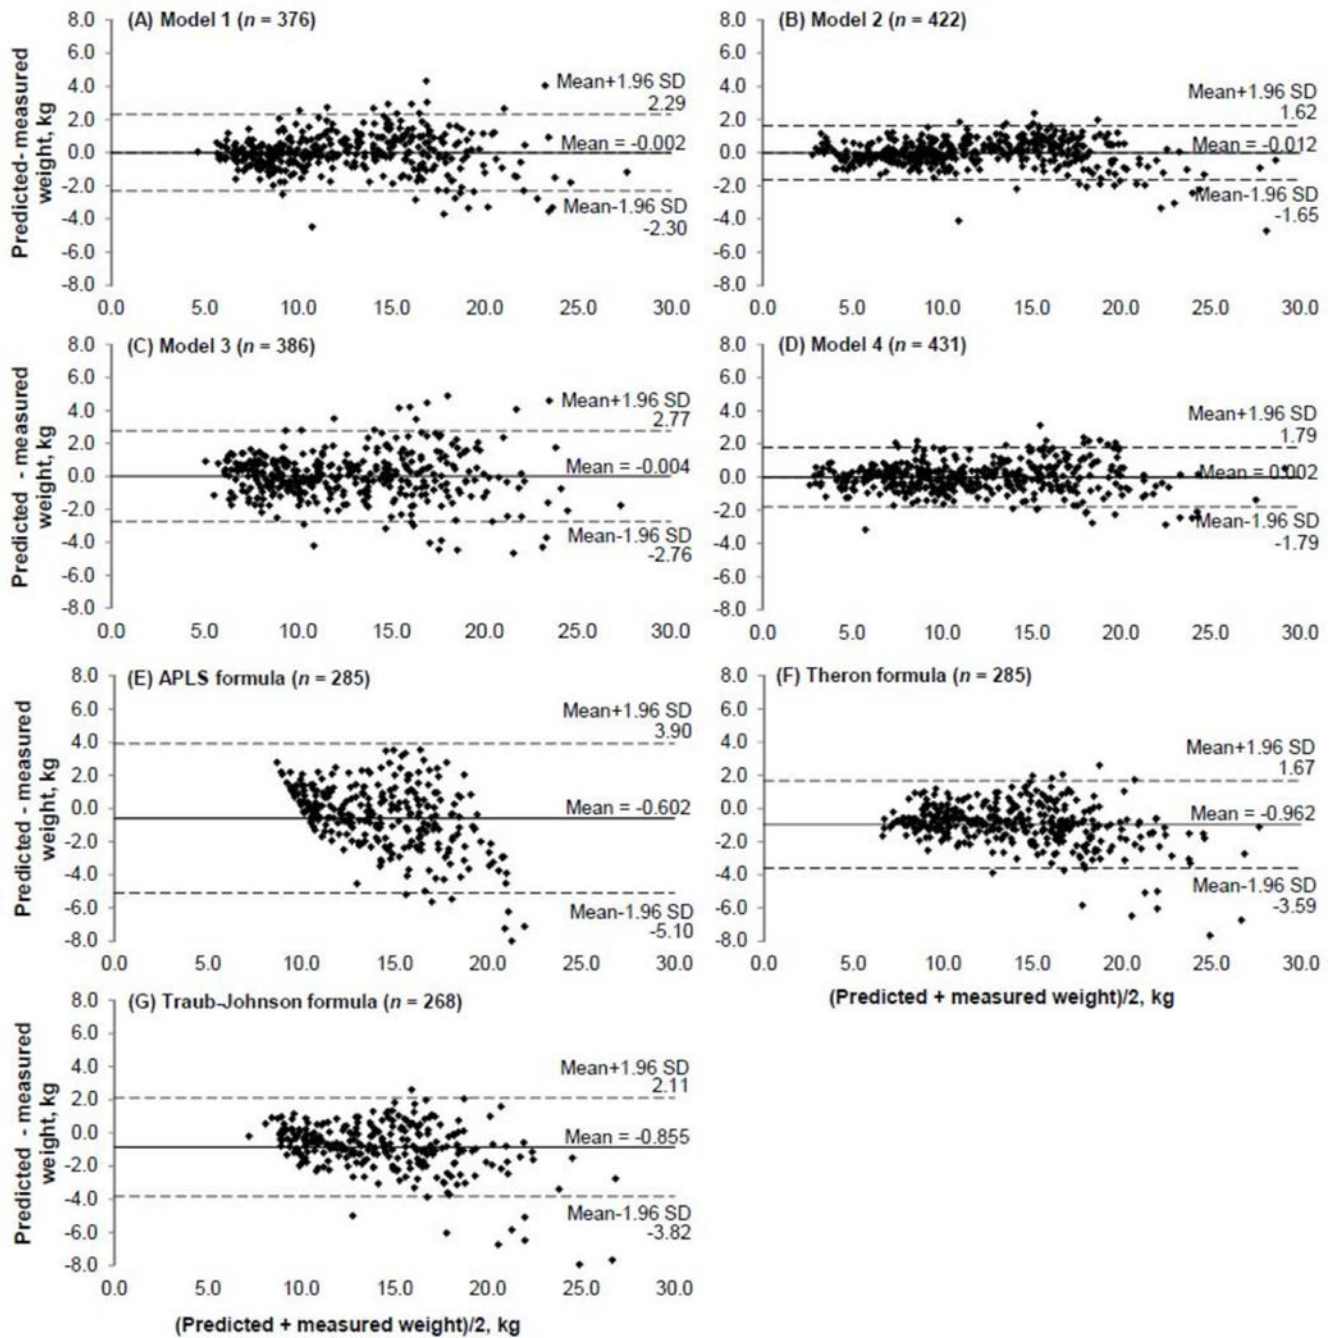 (A) Model 1 (n = 376)
8.0
6.0
4.0
2.0
0.0
-2.0
-4.0
-6.0
-8.0
Predicted- measured
weight, kg
Mean+1.96 SD
2.29
Mean = -0.002
Mean-1.96 SD
-2.30
0.0 5.0 10.0 15.0 20.0 25.0 30.0
(B) Model 2 (n = 422)
8.0
6.0
4.0
2.0
0.0
-2.0
-4.0
-6.0
-8.0
Mean+1.96 SD
1.62
Mean = -0.012
Mean-1.96 SD
-1.65
0.0 5.0 10.0 15.0 20.0 25.0 30.0
(C) Model 3 (n = 386)
8.0
6.0
4.0
2.0
0.0
-2.0
-4.0
-6.0
-8.0
Predicted - measured
weight, kg
Mean+1.96 SD
2.77
Mean = -0.004
Mean-1.96 SD
-2.76
0.0 5.0 10.0 15.0 20.0 25.0 30.0
(D) Model 4 (n = 431)
8.0
6.0
4.0
2.0
0.0
-2.0
-4.0
-6.0
-8.0
Mean+1.96 SD
1.79
Mean = 0.002
Mean-1.96 SD
-1.79
0.0 5.0 10.0 15.0 20.0 25.0 30.0
(E) APLS formula (n = 285)
8.0
6.0
4.0
2.0
0.0
-2.0
-4.0
-6.0
-8.0
Predicted - measured
weight, kg
Mean+1.96 SD
3.90
Mean = -0.602
Mean-1.96 SD
-5.10
0.0 5.0 10.0 15.0 20.0 25.0 30.0
(F) Theron formula (n = 285)
8.0
6.0
4.0
2.0
0.0
-2.0
-4.0
-6.0
-8.0
Mean+1.96 SD
1.67
Mean = -0.962
Mean-1.96 SD
-3.59
0.0 5.0 10.0 15.0 20.0 25.0 30.0
(Predicted + measured weight)/2, kg
(G) Traub-Johnson formula (n = 268)
8.0
6.0
4.0
2.0
0.0
-2.0
-4.0
-6.0
-8.0
Predicted - measured
weight, kg
Mean+1.96 SD
2.11
Mean = -0.855
Mean-1.96 SD
-3.82
0.0 5.0 10.0 15.0 20.0 25.0 30.0
(Predicted + measured weight)/2, kg